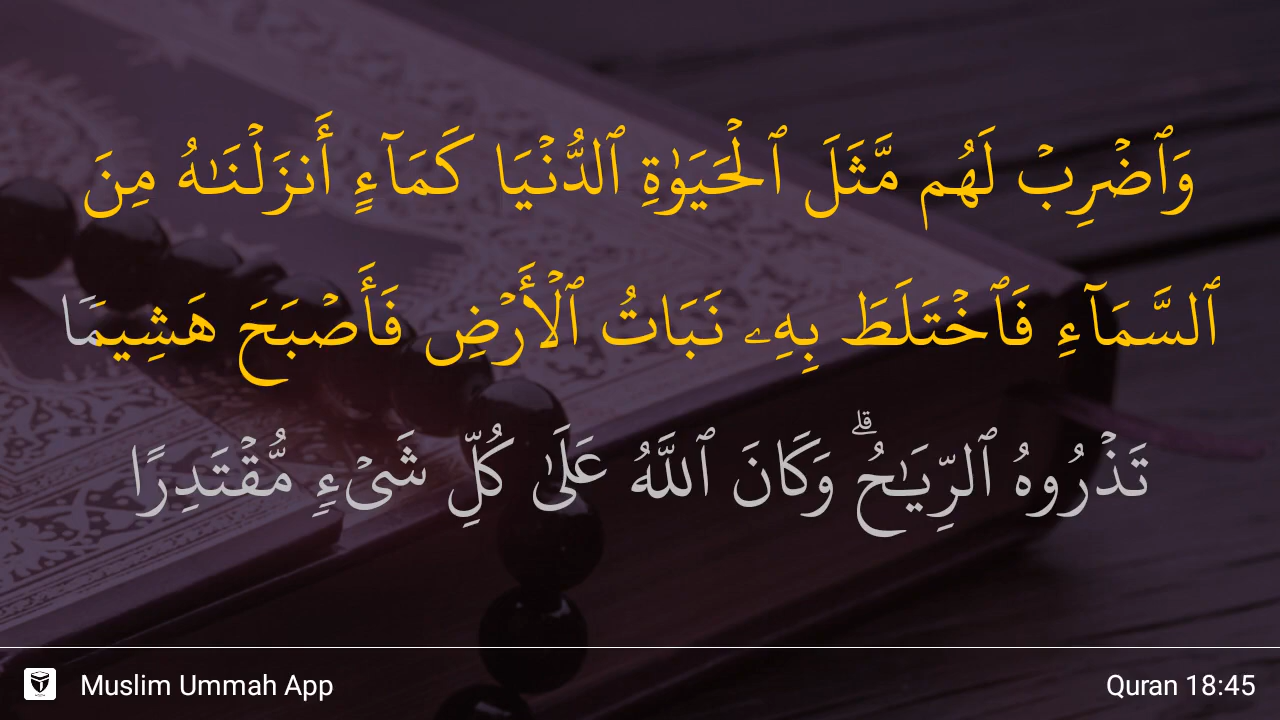 وَٱضْرِبْ لَهُم مَّثَلَ ٱلْحَيَوٰةِ ٱلدُّنْيَا كَمَآءٍ أَنزَلْنَـٰهُ مِنَ
ٱلسَّمَآءِ فَٱخْتَلَطَ بِهِۦ نَبَاتُ ٱلْأَرْضِ فَأَصْبَحَ هَشِيمًا
تَذْرُوهُ ٱلرِّيَـٰحُ ۗ وَكَانَ ٱللَّهُ عَلَىٰ كُلِّ شَىْءٍ مُّقْتَدِرًا
Muslim Ummah App
Quran 18:45